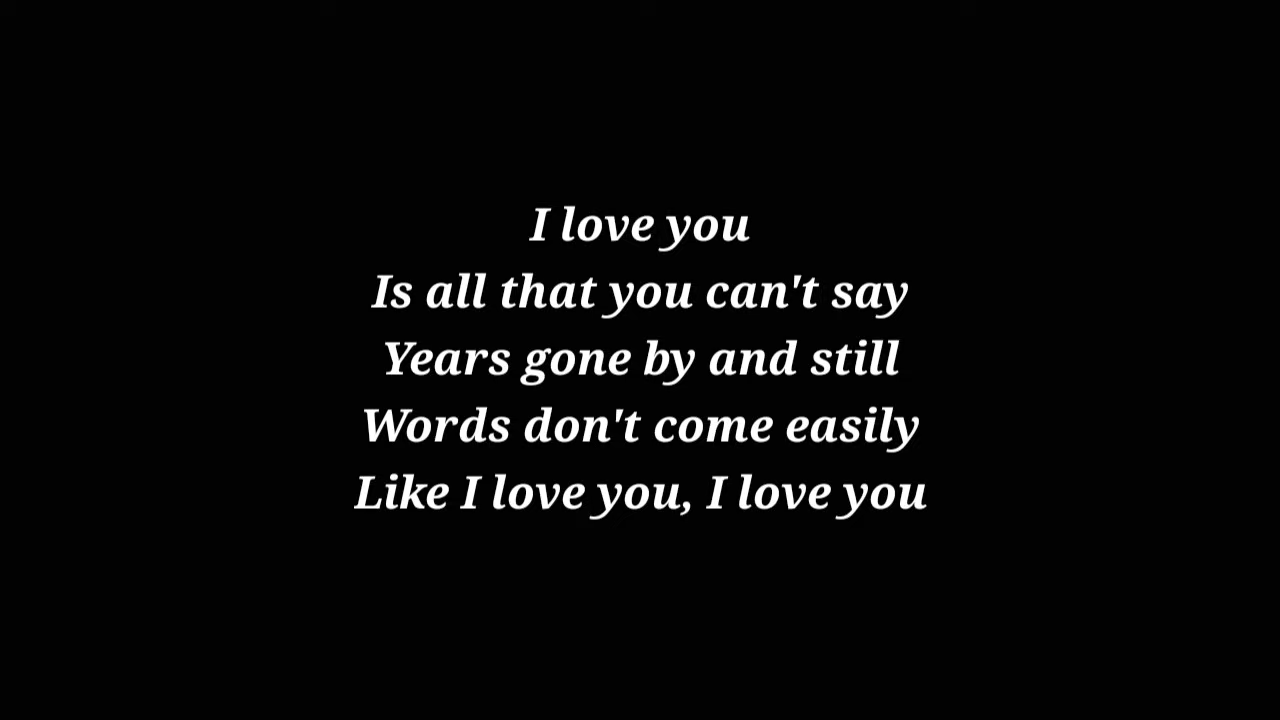 I love you
Is all that you can't say
Years gone by and still
Words don't come easily
Like I love you, I love you